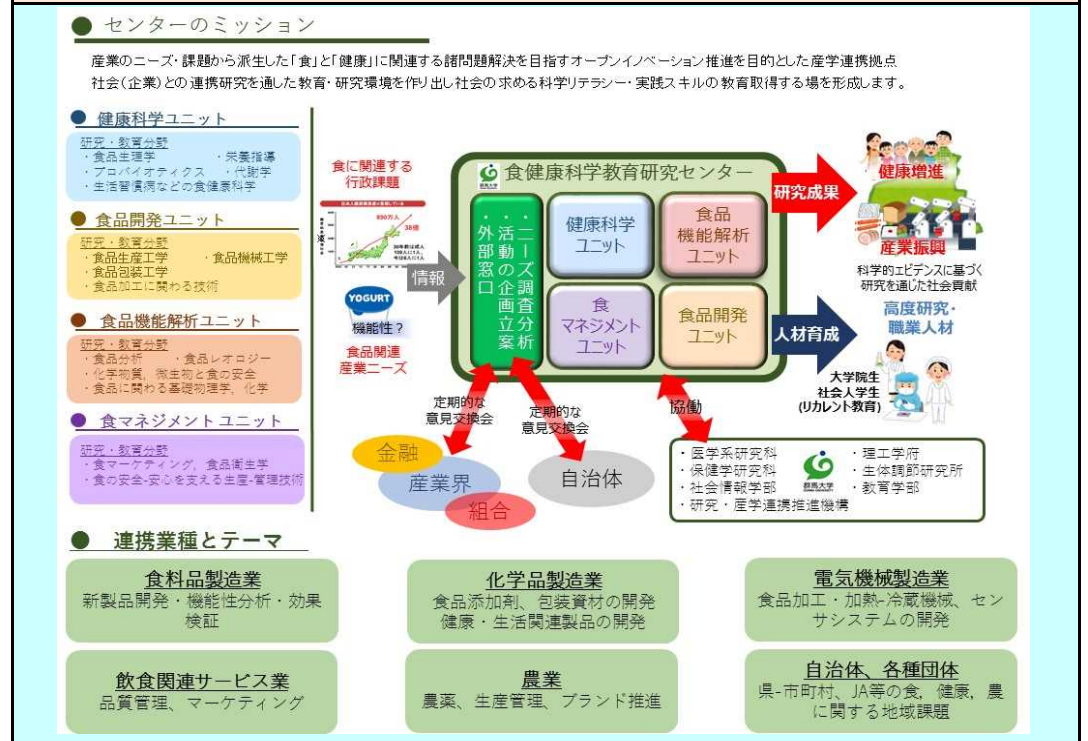 ● センターのミッション
産業のニーズ・課題から派生した「食」と「健康」に関連する諸問題解決を目指すオープンイノベーション推進を目的とした産学連携拠点
社会(企業)との連携研究を通した教育・研究環境を作り出し社会の求める科学リテラシー・実践スキルの教育取得する場を形成します。
● 健康科学ユニット
研究・教育分野
・食品生理学 ・栄養指導
・プロバイオティクス ・代謝学
・生活習慣病などの食健康科学
● 食品開発ユニット
研究・教育分野
・食品生産工学 ・食品機械工学
・食品包装工学
・食品加工に関わる技術
● 食品機能解析ユニット
研究・教育分野
・食品分析 ・食品レオロジー
・化学物質, 微生物と食の安全
・食品に関わる基礎物理学, 化学
● 食マネジメント ユニット
研究・教育分野
・食マーケティング, 食品衛生学
・食の安全-安心を支える生産-管理技術
食に関連する
行政課題
890万人
38倍
YOGURT
機能性?
食品関連
産業ニーズ
情報
群馬大学
食健康科学教育研究センター
・ニーズ調査分析
・活動の企画立案
・外部窓口
健康科学
ユニット
食品
機能解析
ユニット
食
マネジメント
ユニット
食品開発
ユニット
研究成果
健康増進
産業振興
科学的エビデンスに基づく
研究を通じた社会貢献
人材育成
高度研究・
職業人材
大学院生
社会人学生
(リカレント教育)
定期的な
意見交換会
定期的な
意見交換会
協働
金融
産業界
組合
自治体
・医学系研究科
・保健学研究科
・社会情報学部
・研究・産学連携推進機構
群馬大学
・理工学府
・生体調節研究所
・教育学部
● 連携業種とテーマ
食料品製造業
新製品開発・機能性分析・効果
検証
化学品製造業
食品添加剤、包装資材の開発
健康・生活関連製品の開発
電気機械製造業
食品加工・加熱-冷蔵機械、セン
サシステムの開発
飲食関連サービス業
品質管理、マーケティング
農業
農薬、生産管理、ブランド推進
自治体、各種団体
県-市町村、JA等の食, 健康, 農
に関する地域課題